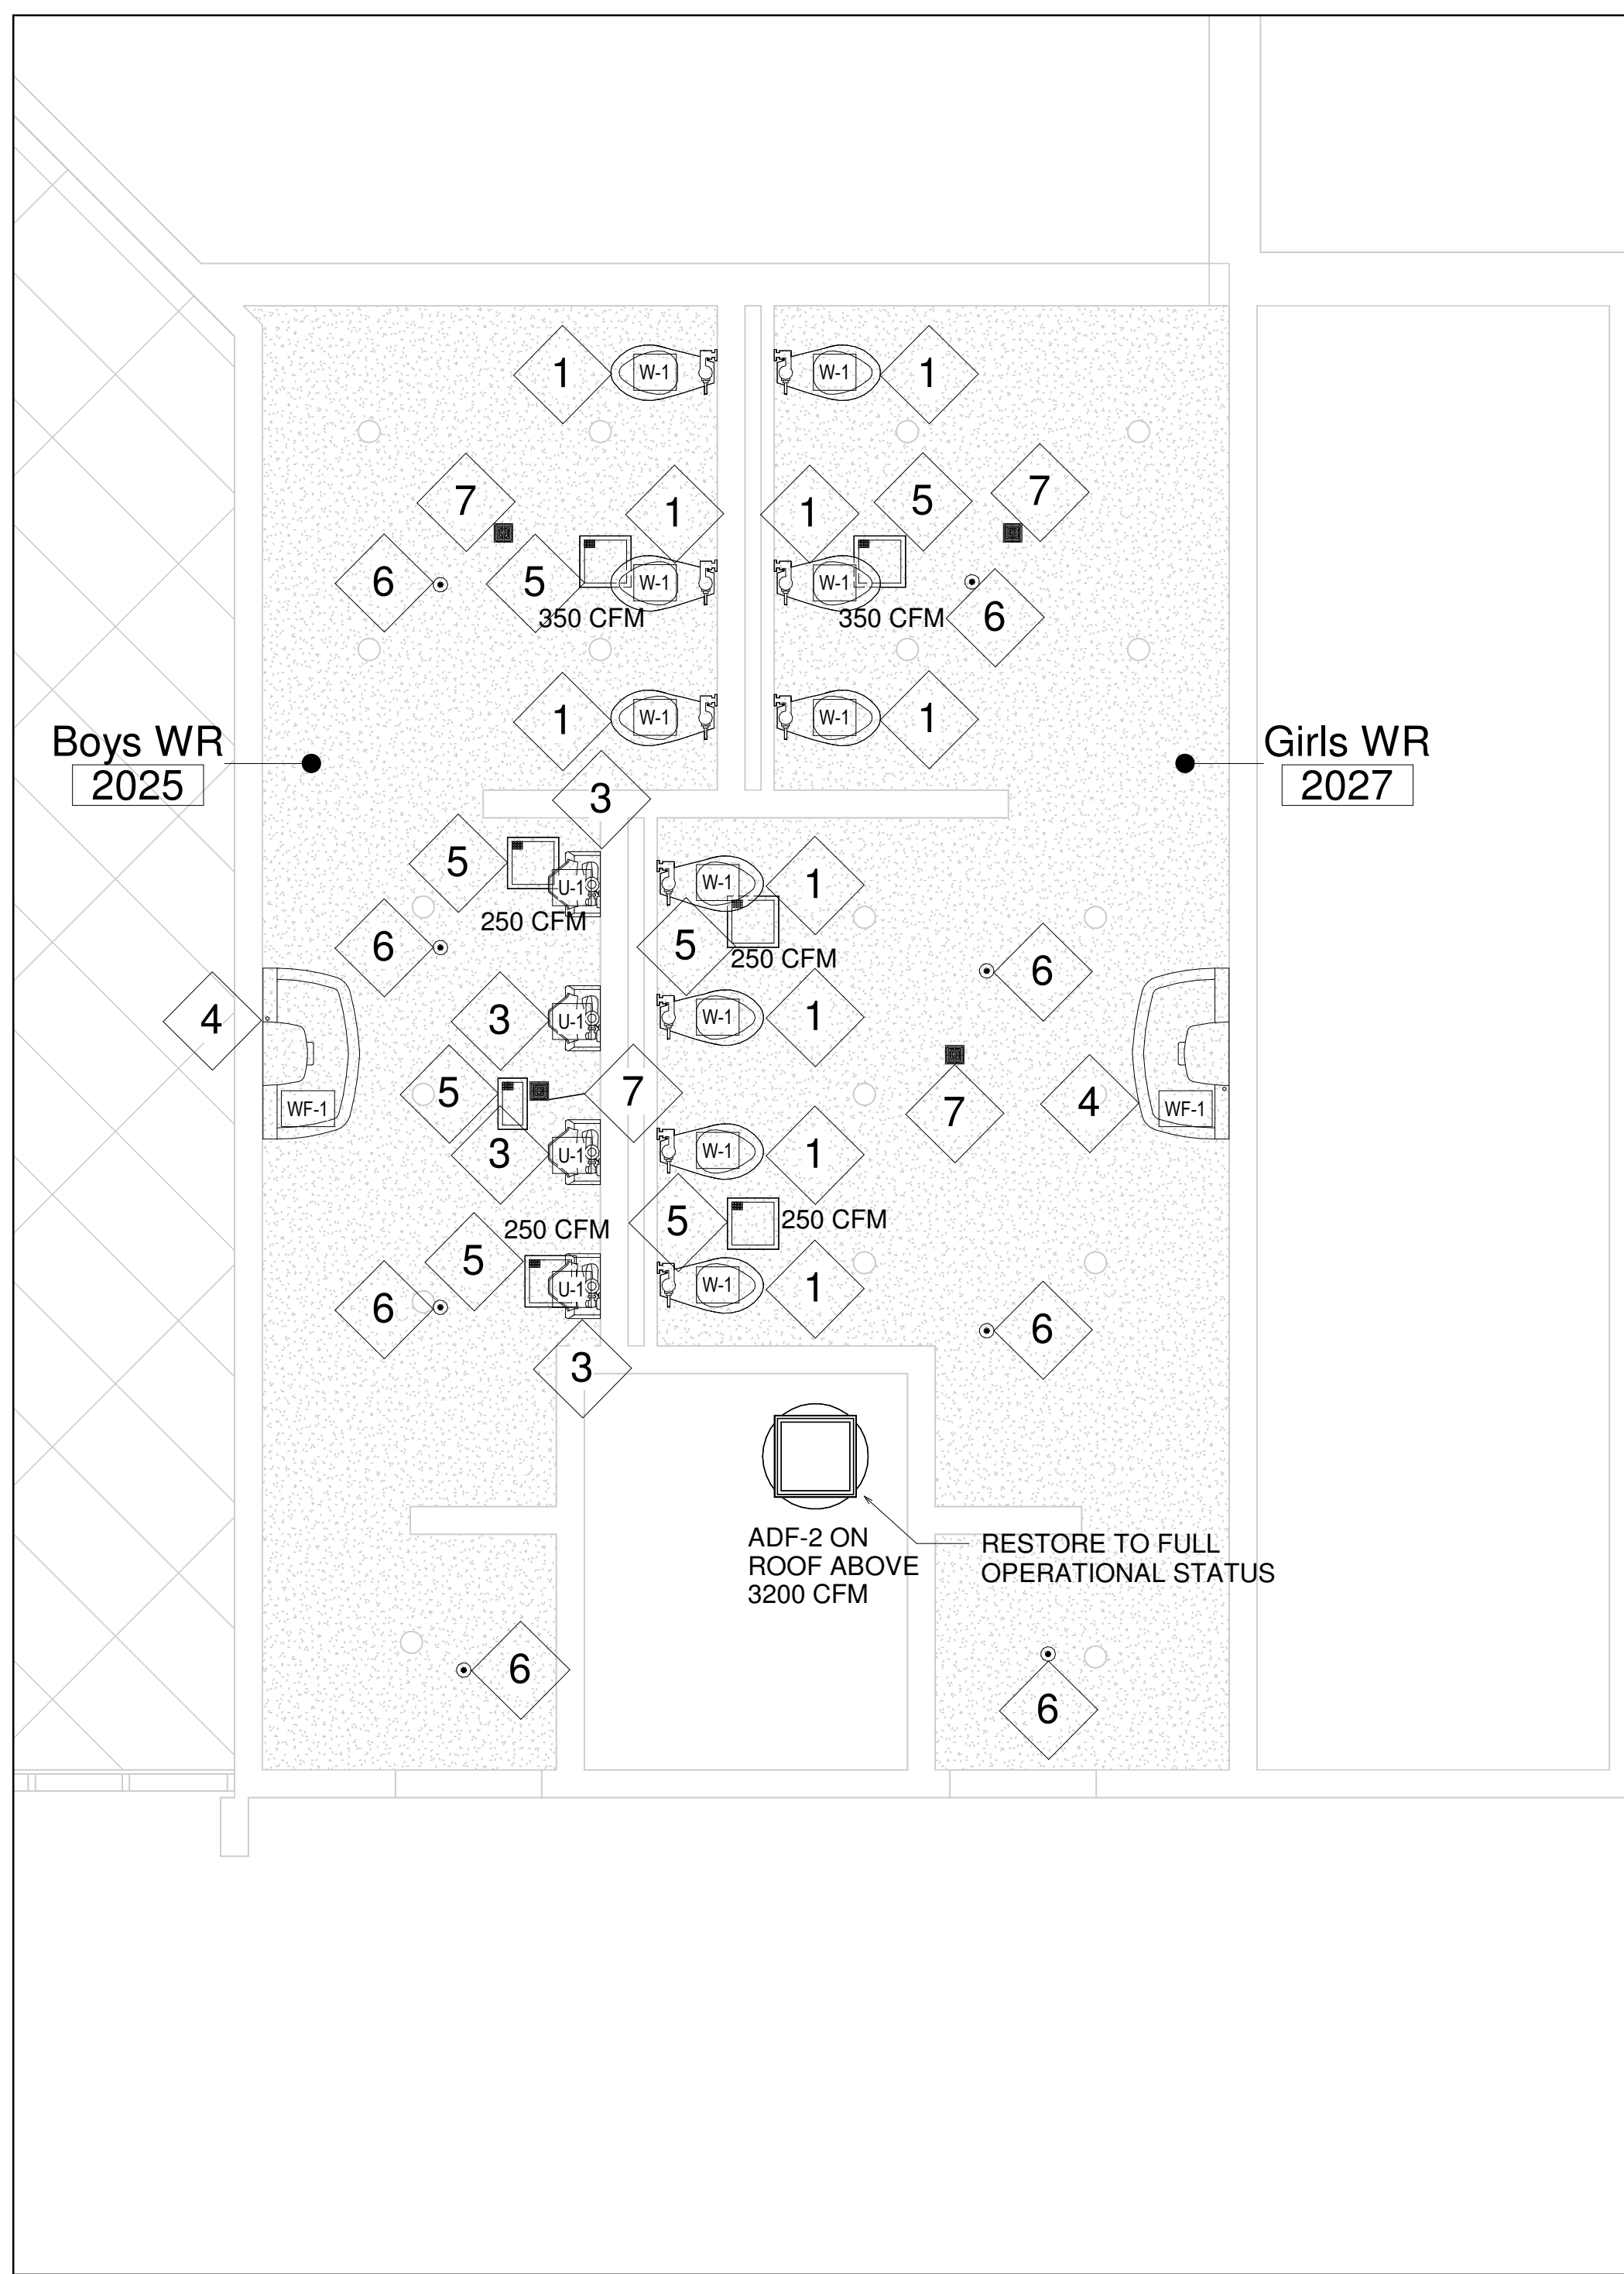 1
W-1
W-1
1
7
1
1
5
7
6
5
W-1
W-1
350 CFM
350 CFM
6
1
W-1
W-1
1
Boys WR
2025
Girls WR
2027
3
5
U-1
W-1
1
250 CFM
5
250 CFM
6
6
4
3
U-1
W-1
1
5
7
WF-1
7
4
WF-1
3
U-1
W-1
1
250 CFM
5
250 CFM
5
U-1
W-1
1
6
6
3
ADF-2 ON
ROOF ABOVE
3200 CFM
RESTORE TO FULL
OPERATIONAL STATUS
6
6